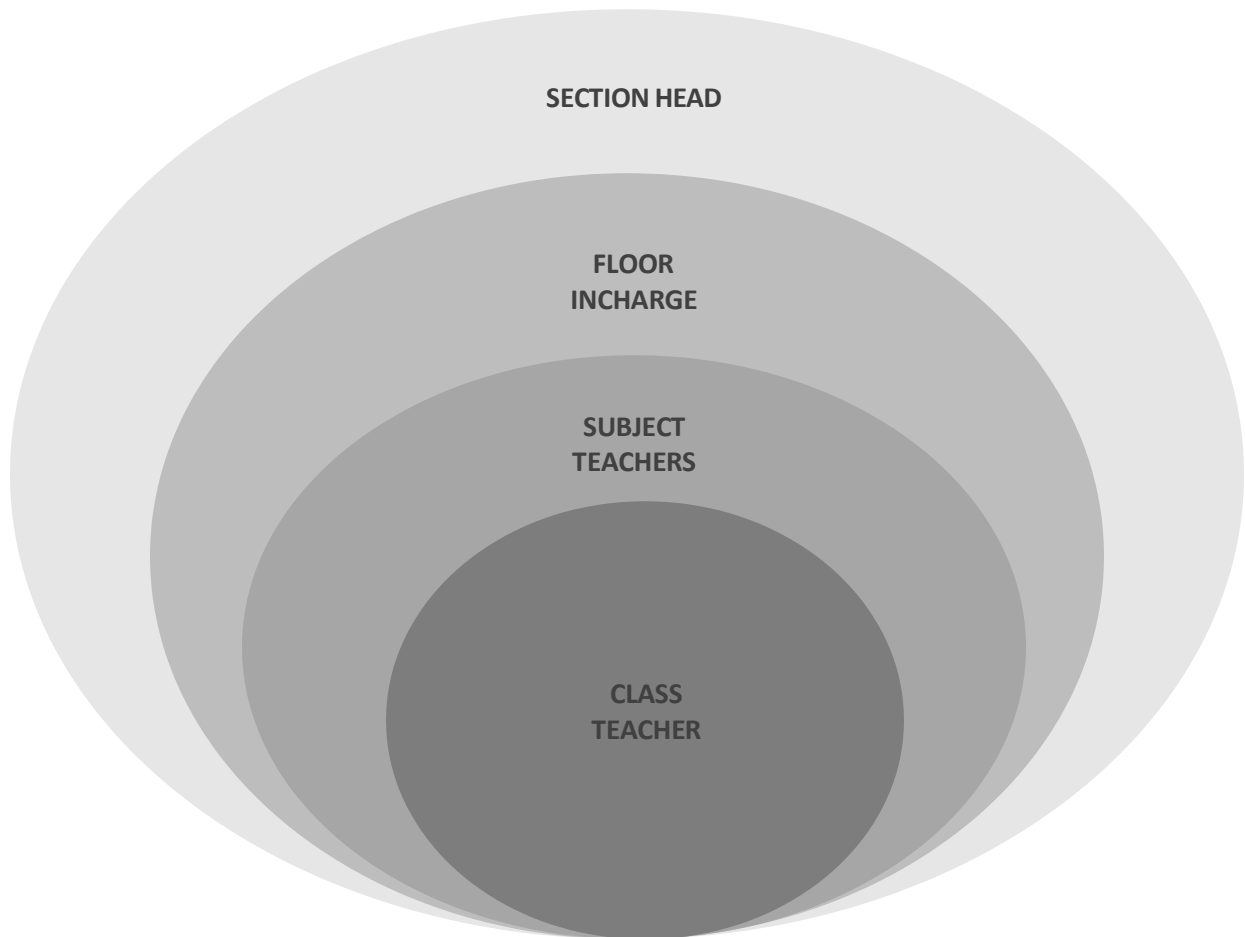 SECTION HEAD
FLOOR
INCHARGE
SUBJECT
TEACHERS
CLASS
TEACHER